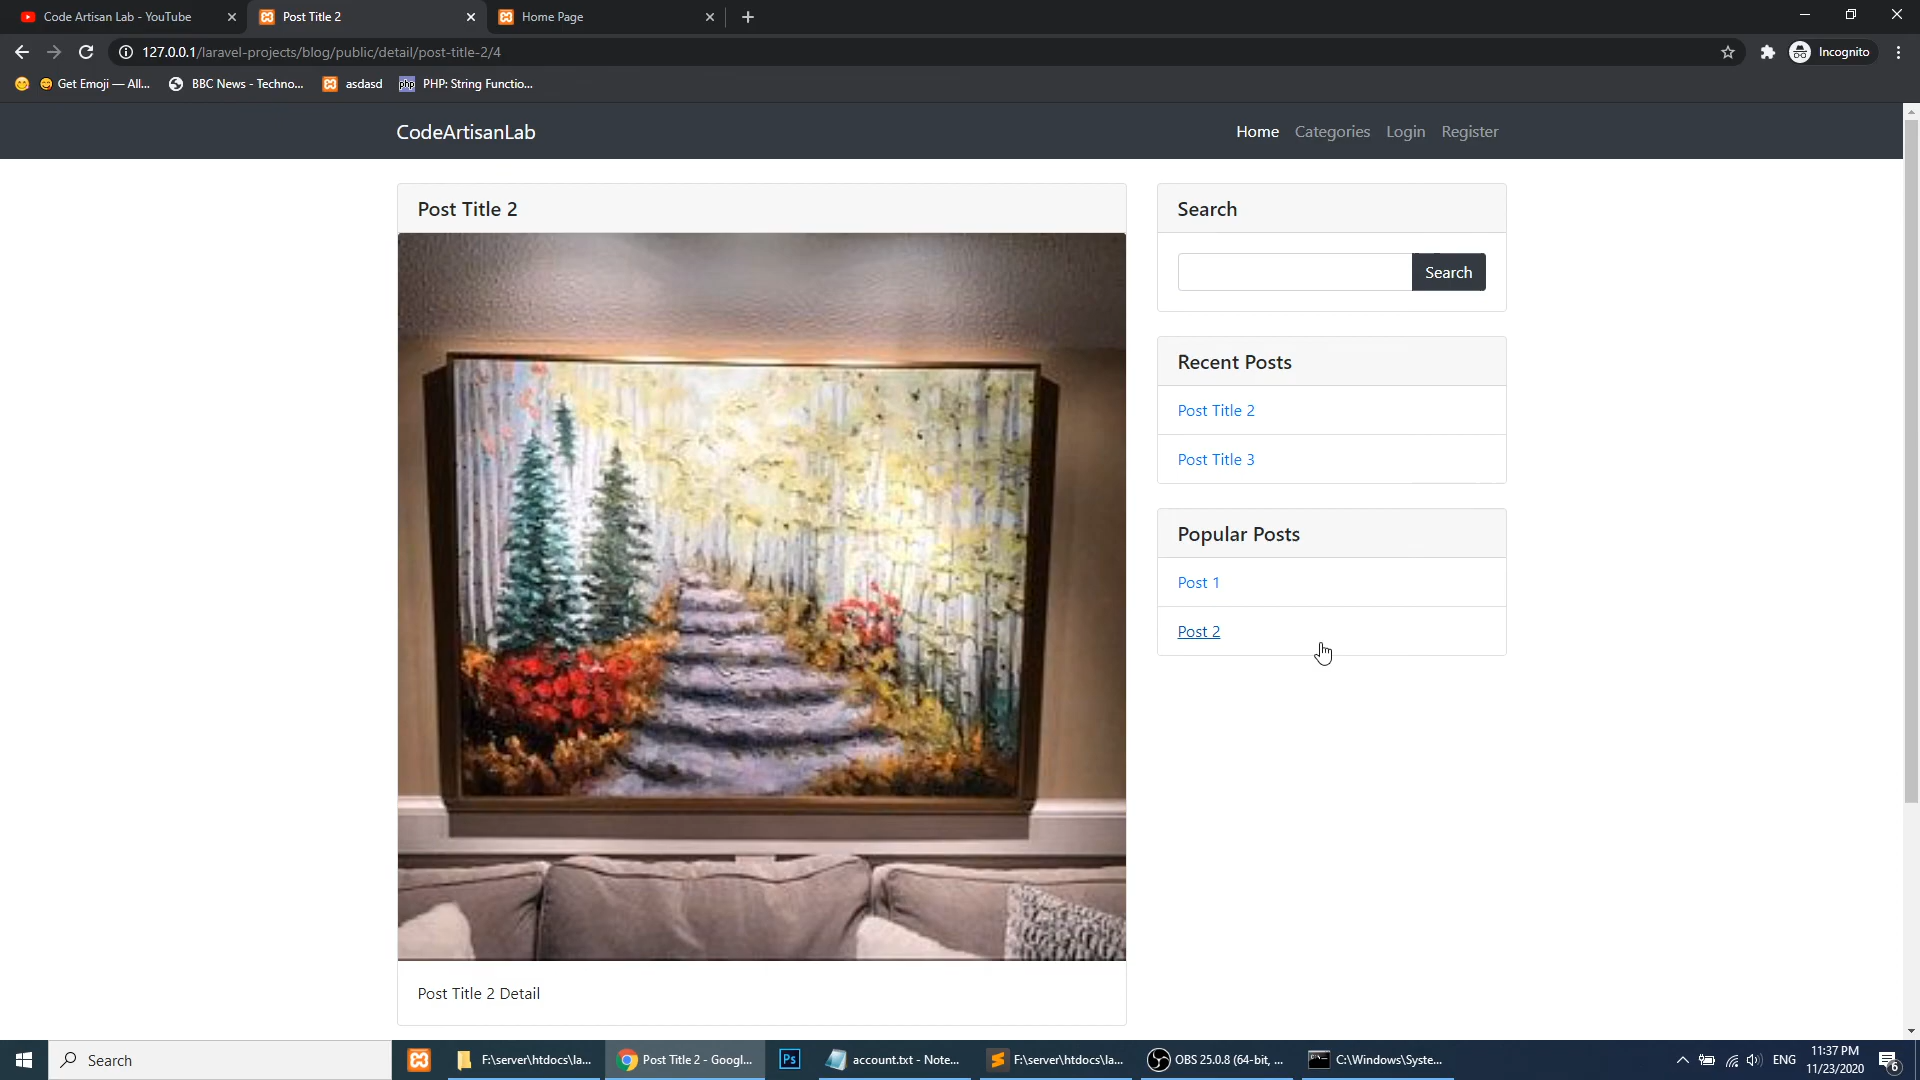 Code Artisan Lab - YouTube
Post Title 2
Home Page
127.0.0.1/laravel-projects/blog/public/detail/post-title-2/4
Incognito
Get Emoji — All...
BBC News - Techno...
asdasd
php
PHP: String Functio...
CodeArtisanLab
Home
Categories
Login
Register
Post Title 2
Search
Search
Recent Posts
Post Title 2
Post Title 3
Popular Posts
Post 1
Post 2
Post Title 2 Detail
Search
F:\server\htdocs\la...
Post Title 2 - Googl...
Ps
account.txt - Note...
F:\server\htdocs\la...
OBS 25.0.8 (64-bit, ...
C:\Windows\Syste...
ENG
11:37 PM
11/23/2020
6